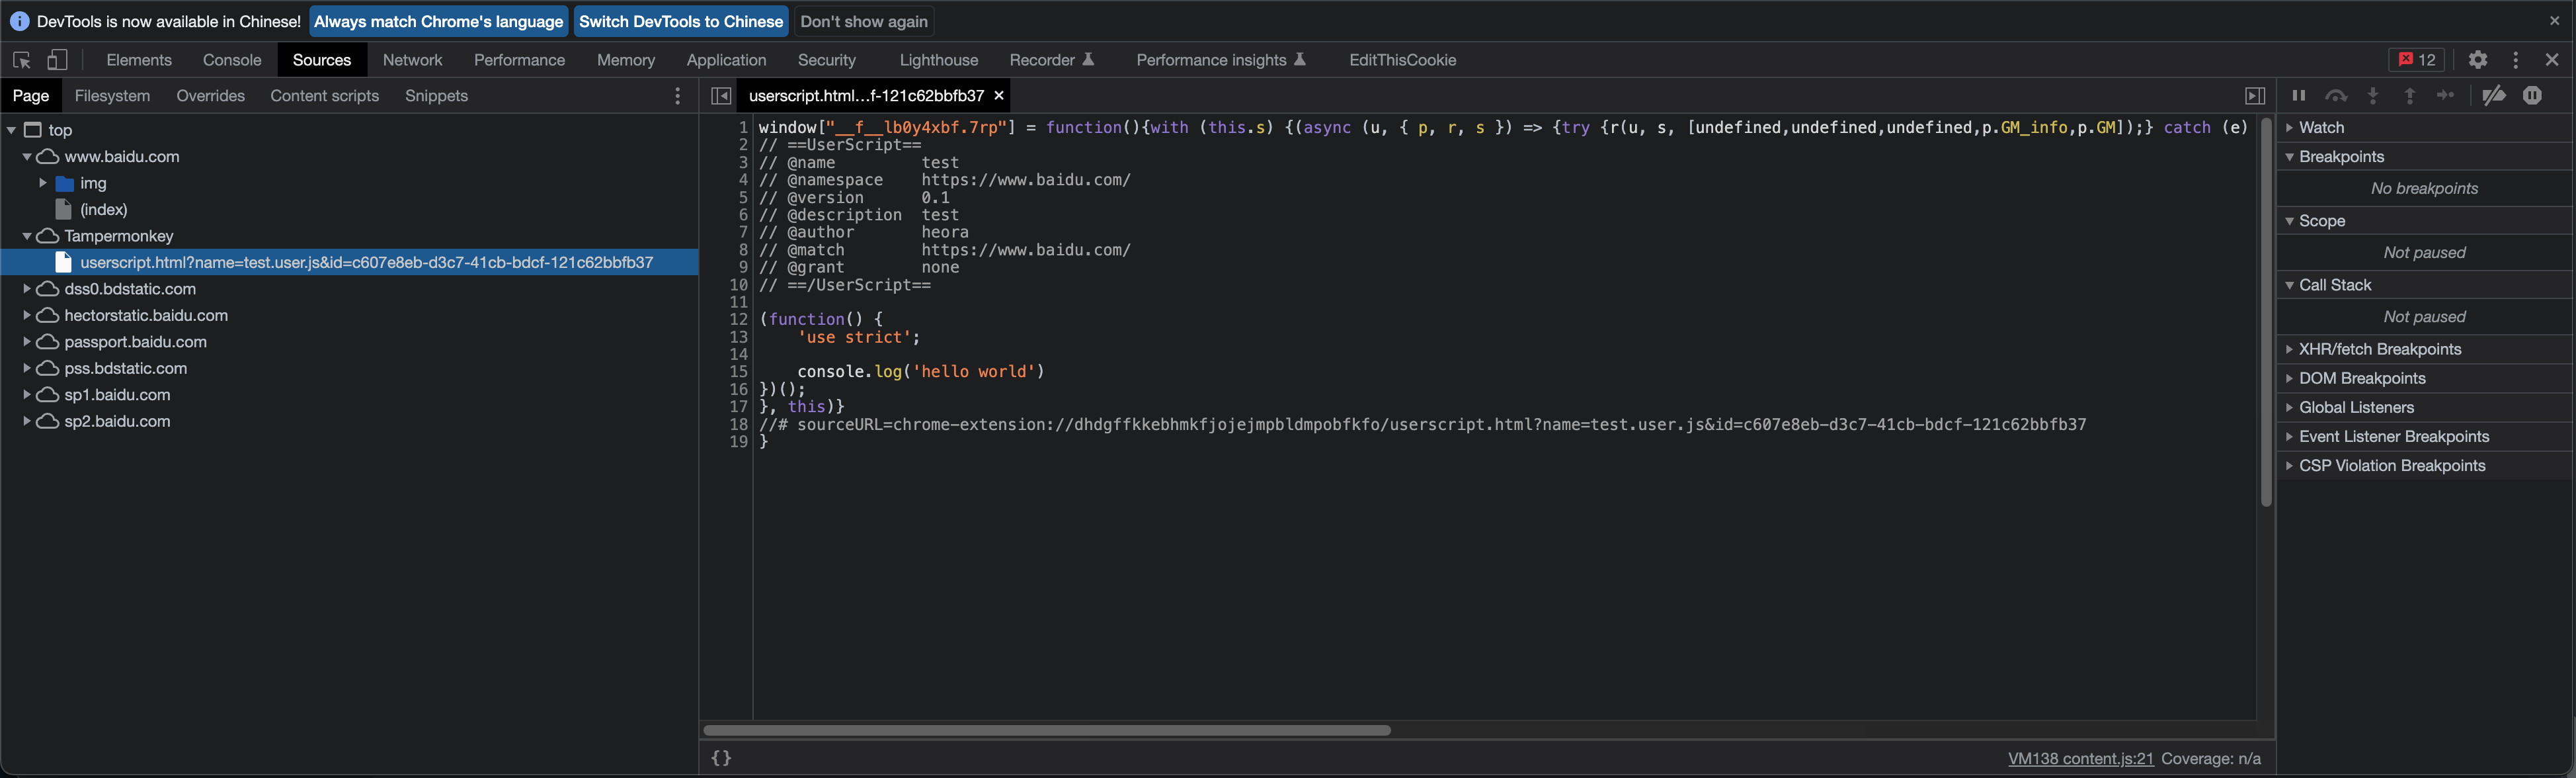 DevTools is now available in Chinese! Always match Chrome's language Switch DevTools to Chinese Don't show again
Elements Console Sources Network Performance Memory Application Security Lighthouse Recorder Performance insights EditThisCookie 12
Page Filesystem Overrides Content scripts Snippets
userscript.html...f-121c62bbfb37
top
www.baidu.com
img
(index)
Tampermonkey
userscript.html?name=test.user.js&id=c607e8eb-d3c7-41cb-bdcf-121c62bbfb37
dss0.bdstatic.com
hectorstatic.baidu.com
passport.baidu.com
pss.bdstatic.com
sp1.baidu.com
sp2.baidu.com
1 window["__f__lb0y4xbf.7rp"] = function(){with (this.s) {(async (u, { p, r, s }) => {try {r(u, s, [undefined,undefined,undefined,p.GM_info,p.GM]);} catch (e)
2 // ==UserScript==
3 // @name         test
4 // @namespace    https://www.baidu.com/
5 // @version      0.1
6 // @description  test
7 // @author       heora
8 // @match        https://www.baidu.com/
9 // @grant        none
10 // ==/UserScript==
11
12 (function() {
13     'use strict';
14
15     console.log('hello world')
16 })();
17 }, this)}
18 //# sourceURL=chrome-extension://dhdgffkkebhmkfjojejmpbldmpobfkfo/userscript.html?name=test.user.js&id=c607e8eb-d3c7-41cb-bdcf-121c62bbfb37
19 }
{} VM138 content.js:21 Coverage: n/a
Watch
Breakpoints
No breakpoints
Scope
Not paused
Call Stack
Not paused
XHR/fetch Breakpoints
DOM Breakpoints
Global Listeners
Event Listener Breakpoints
CSP Violation Breakpoints